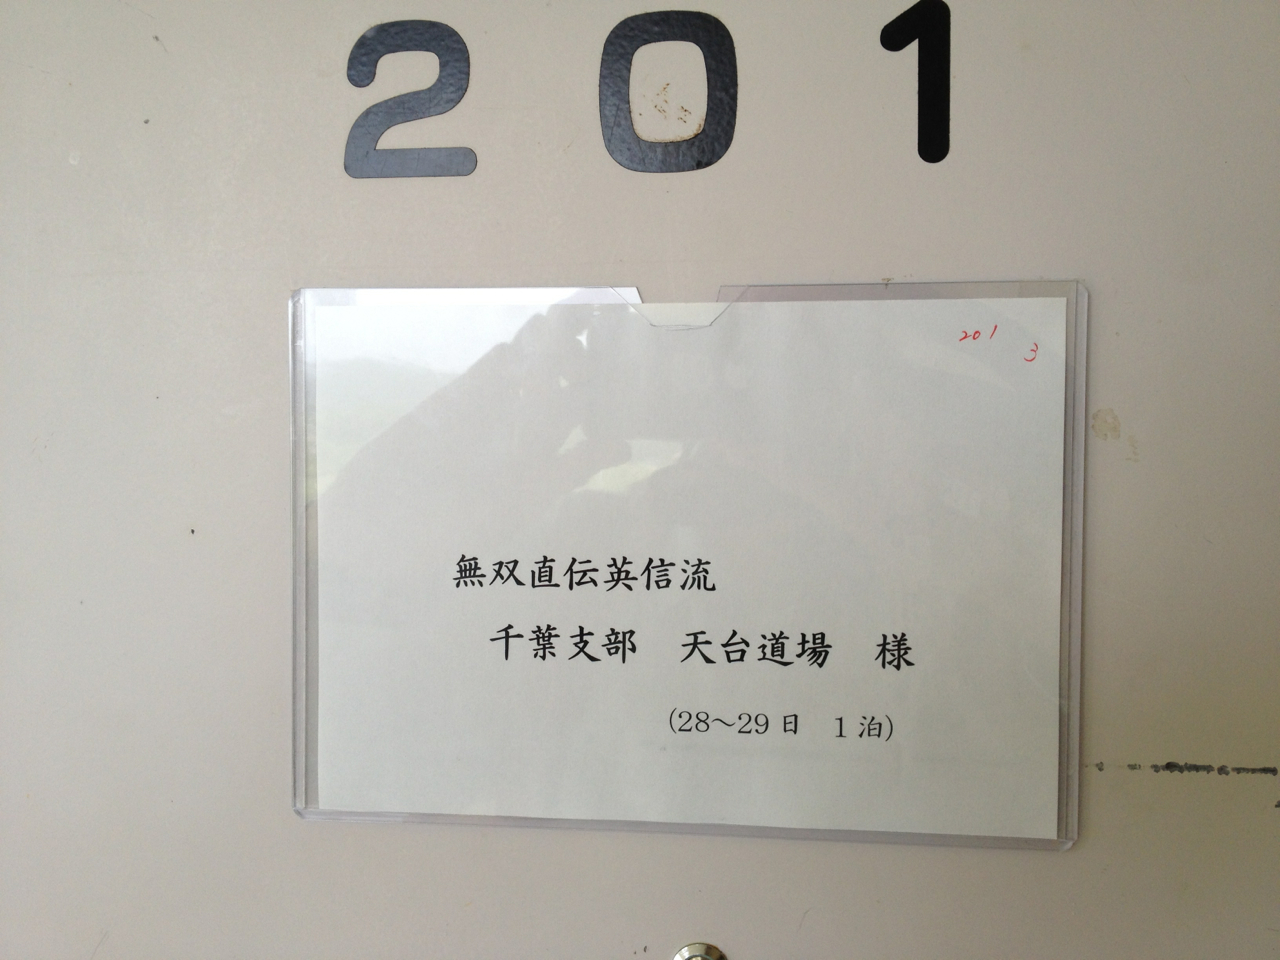 201
201
3
無双直伝英信流
千葉支部　天台道場　様
(28～29日　1泊)